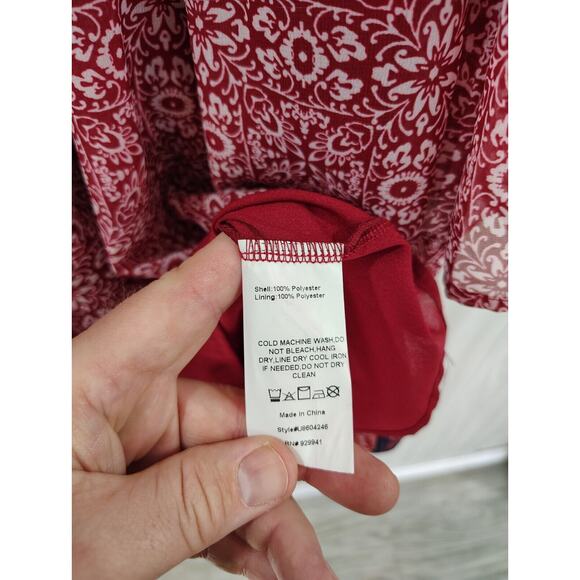 Shell:100% Polyester
Lining:100% Polyester
COLD MACHINE WASH,DO
NOT BLEACH,HANG
DRY,LINE DRY COOL IRON
IF NEEDED,DO NOT DRY
CLEAN
Made in China
Style#U8604246
RN# 929941